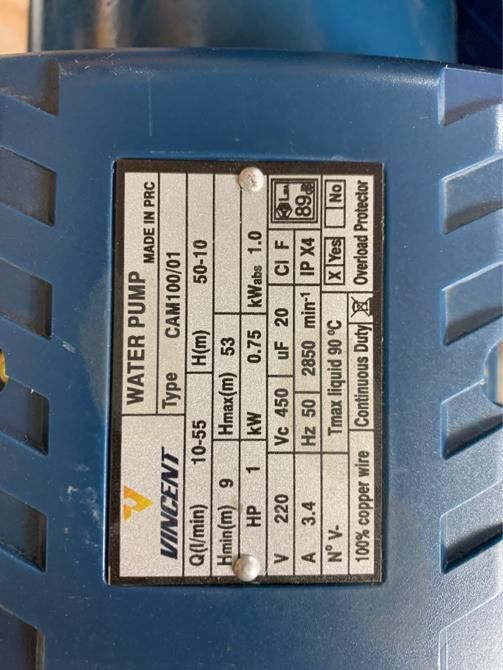 VINCENT
WATER PUMP
MADE IN PRC
Type CAM100/01
Q(l/min) 10-55 H(m) 50-10
Hmin(m) 9 Hmax(m) 53
HP 1 kW 0.75 kWabs 1.0
V 220 Vc 450 uF 20 Cl F
89
A 3.4 Hz 50 2850 min⁻¹ IP X4
N° V- Tmax liquid 90 ºC X Yes No
100% copper wire Continuous Duty Overload Protector